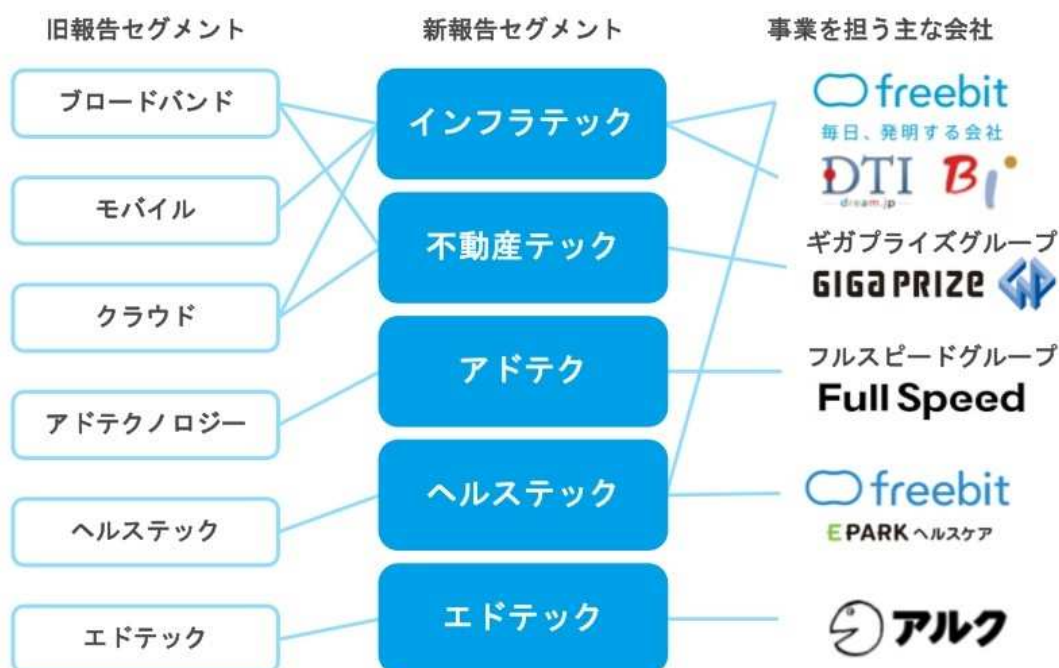 旧報告セグメント
新報告セグメント
事業を担う主な会社
ブロードバンド
モバイル
クラウド
アドテクノロジー
ヘルステック
エドテック
インフラテック
不動産テック
アドテク
ヘルステック
エドテック
freebit
毎日、発明する会社
DTI
dream.jp
Bi
ギガプライズグループ
GIGA PRIZE
フルスピードグループ
Full Speed
freebit
EPARK ヘルスケア
アルク